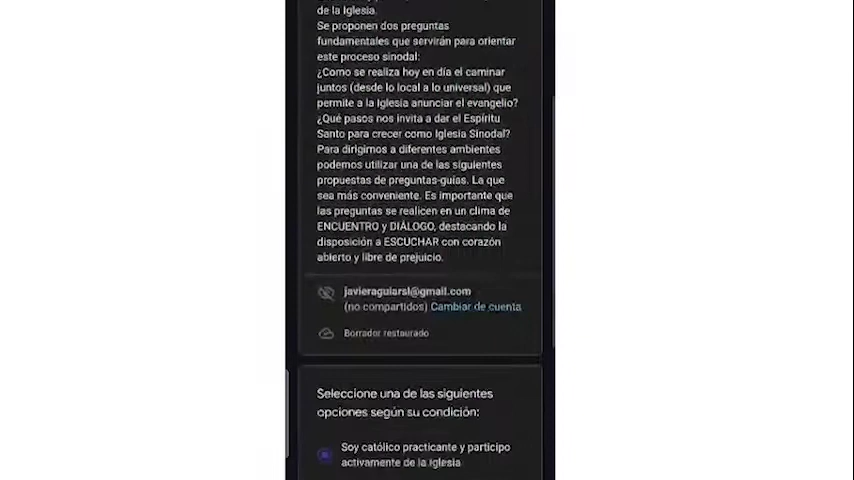 de la Iglesia.
Se proponen dos preguntas
fundamentales que servirán para orientar
este proceso sinodal:
¿Como se realiza hoy en día el caminar
juntos (desde lo local a lo universal) que
permite a la Iglesia anunciar el evangelio?
¿Qué pasos nos invita a dar el Espíritu
Santo para crecer como Iglesia Sinodal?
Para dirigimos a diferentes ambientes
podemos utilizar una de las siguientes
propuestas de preguntas-guías. La que
sea más conveniente. Es importante que
las preguntas se realicen en un clima de
ENCUENTRO y DIÁLOGO, destacando la
disposición a ESCUCHAR con corazón
abierto y libre de prejuicio.
javieraguiarsl@gmail.com
(no compartidos) Cambiar de cuenta
Borrador restaurado
Seleccione una de las siguientes
opciones según su condición:
Soy católico practicante y participo
activamente de la Iglesia